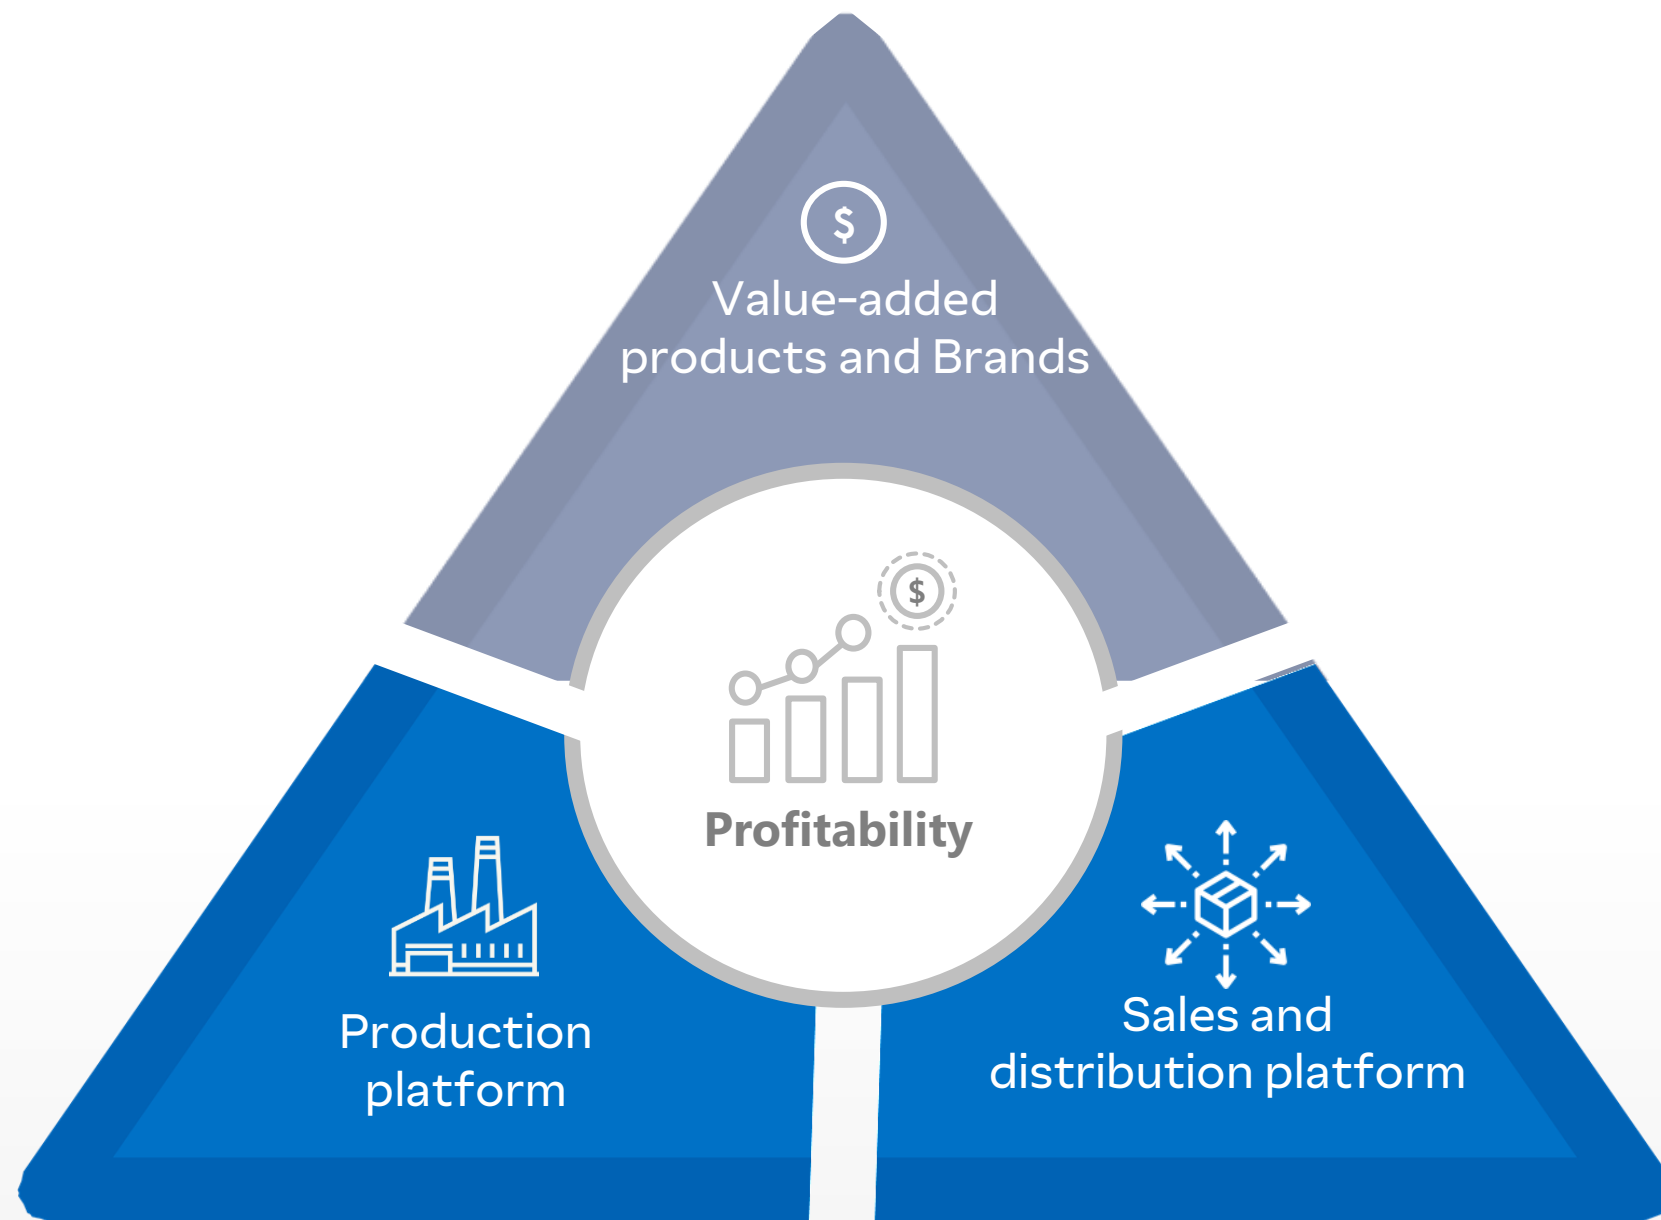 $
Value-added
products and Brands
$
Profitability
Production
platform
Sales and
distribution platform